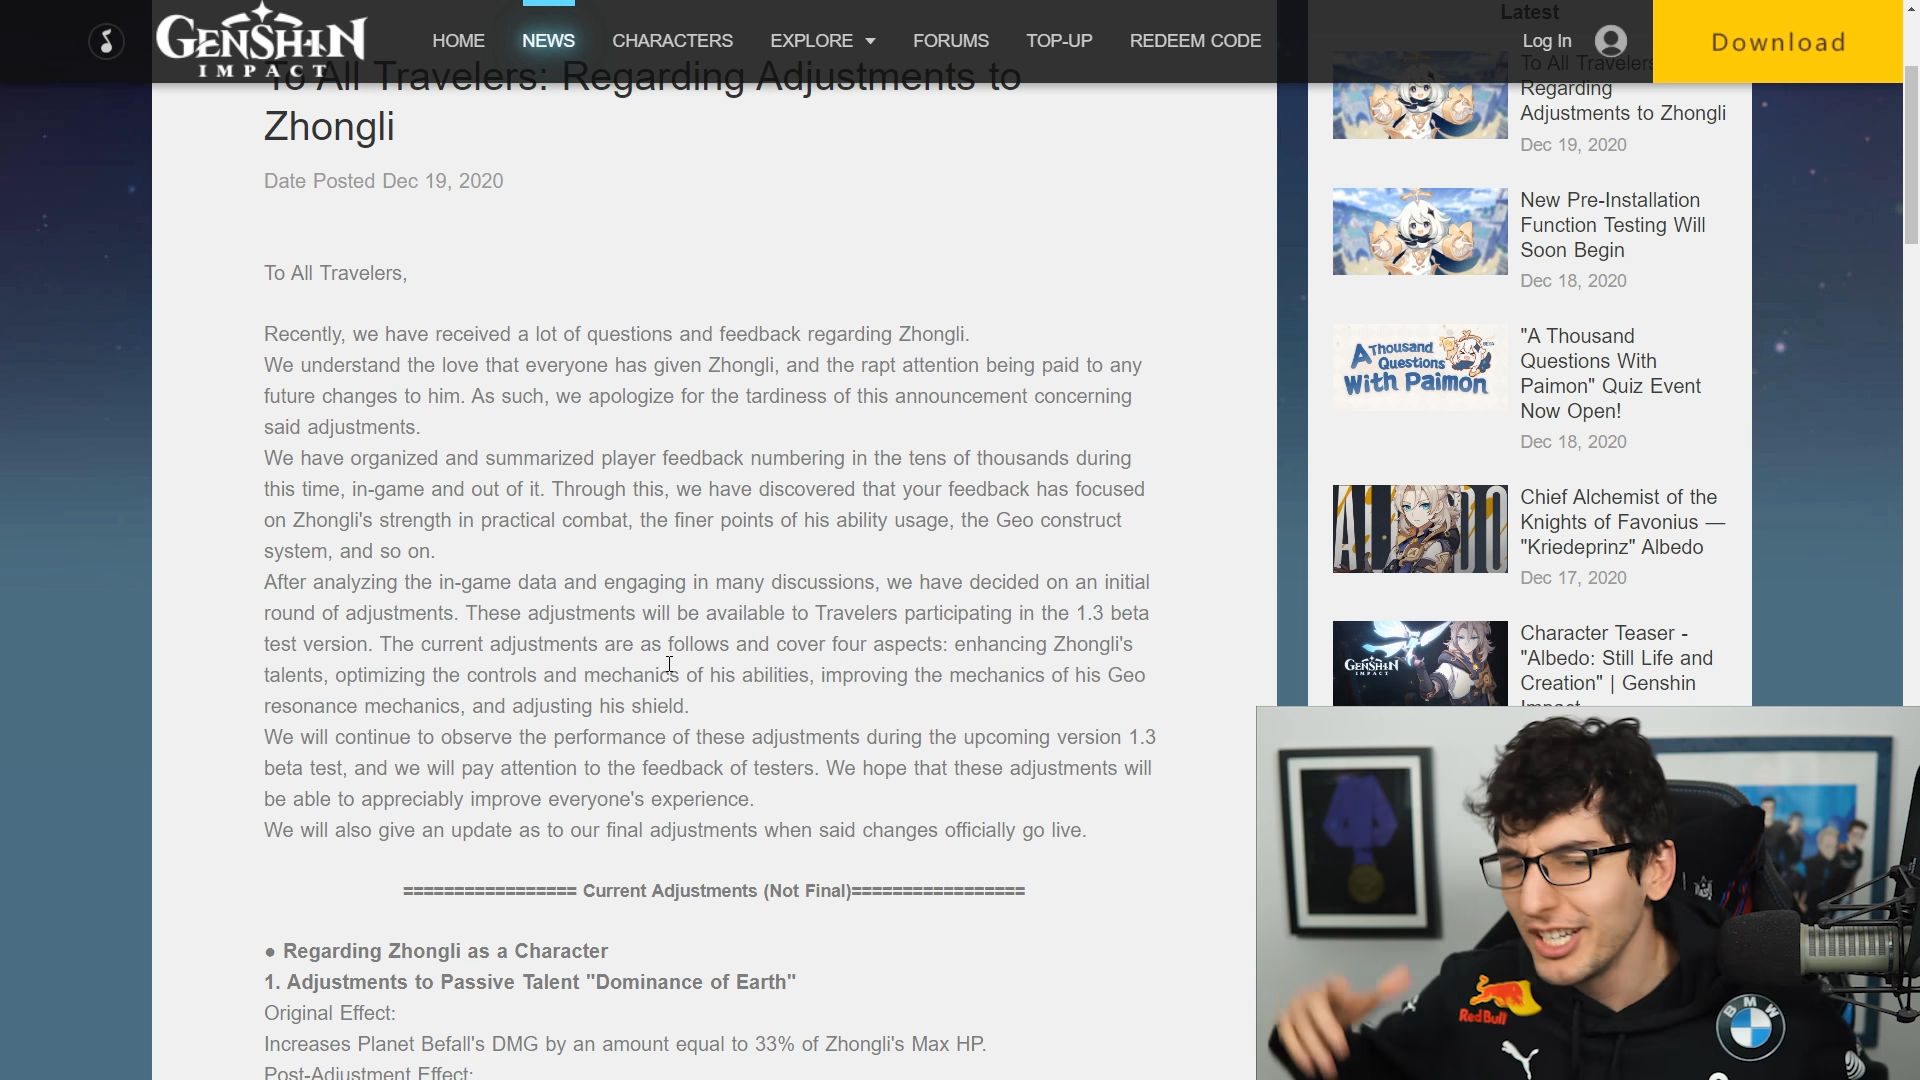 GENSHIN
IMPACT
HOME
NEWS
CHARACTERS
EXPLORE
FORUMS
TOP-UP
REDEEM CODE
Log In
Download
To All Travelers: Regarding Adjustments to
Zhongli
Date Posted Dec 19, 2020
To All Travelers,
Recently, we have received a lot of questions and feedback regarding Zhongli.
We understand the love that everyone has given Zhongli, and the rapt attention being paid to any
future changes to him. As such, we apologize for the tardiness of this announcement concerning
said adjustments.
We have organized and summarized player feedback numbering in the tens of thousands during
this time, in-game and out of it. Through this, we have discovered that your feedback has focused
on Zhongli's strength in practical combat, the finer points of his ability usage, the Geo construct
system, and so on.
After analyzing the in-game data and engaging in many discussions, we have decided on an initial
round of adjustments. These adjustments will be available to Travelers participating in the 1.3 beta
test version. The current adjustments are as follows and cover four aspects: enhancing Zhongli's
talents, optimizing the controls and mechanics of his abilities, improving the mechanics of his Geo
resonance mechanics, and adjusting his shield.
We will continue to observe the performance of these adjustments during the upcoming version 1.3
beta test, and we will pay attention to the feedback of testers. We hope that these adjustments will
be able to appreciably improve everyone's experience.
We will also give an update as to our final adjustments when said changes officially go live.
================= Current Adjustments (Not Final)=================
● Regarding Zhongli as a Character
1. Adjustments to Passive Talent "Dominance of Earth"
Original Effect:
Increases Planet Befall's DMG by an amount equal to 33% of Zhongli's Max HP.
Post-Adjustment Effect:
Latest
To All Travelers:
Regarding
Adjustments to Zhongli
Dec 19, 2020
New Pre-Installation
Function Testing Will
Soon Begin
Dec 18, 2020
A Thousand
Questions
With Paimon
BETA
"A Thousand
Questions With
Paimon" Quiz Event
Now Open!
Dec 18, 2020
ALBEDO
Chief Alchemist of the
Knights of Favonius —
"Kriedeprinz" Albedo
Dec 17, 2020
GENSHIN
IMPACT
Character Teaser -
"Albedo: Still Life and
Creation" | Genshin
Impact
Red Bull
BMW